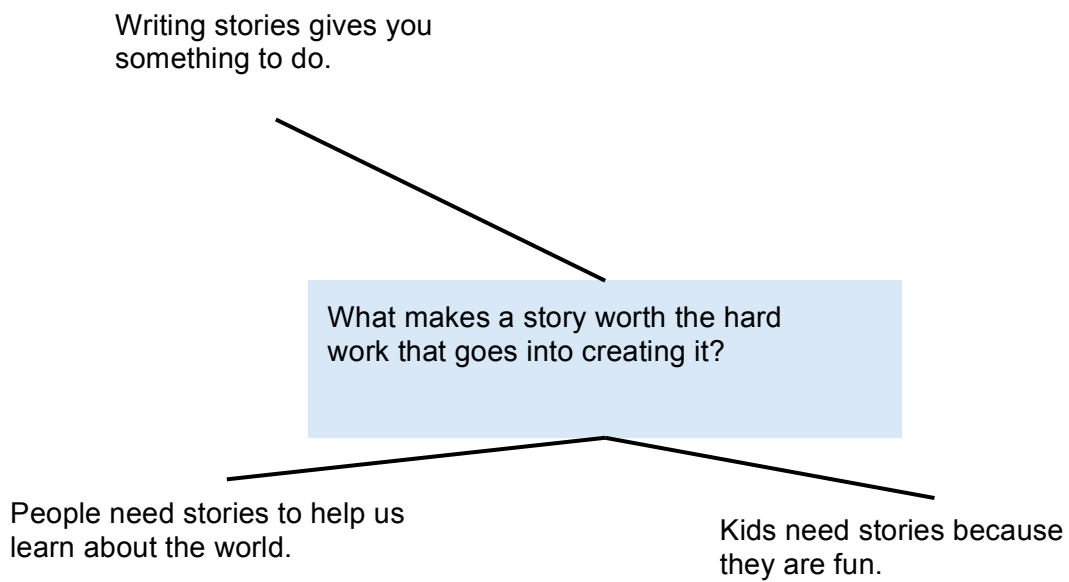 Writing stories gives you
something to do.
What makes a story worth the hard
work that goes into creating it?
People need stories to help us
learn about the world.
Kids need stories because
they are fun.